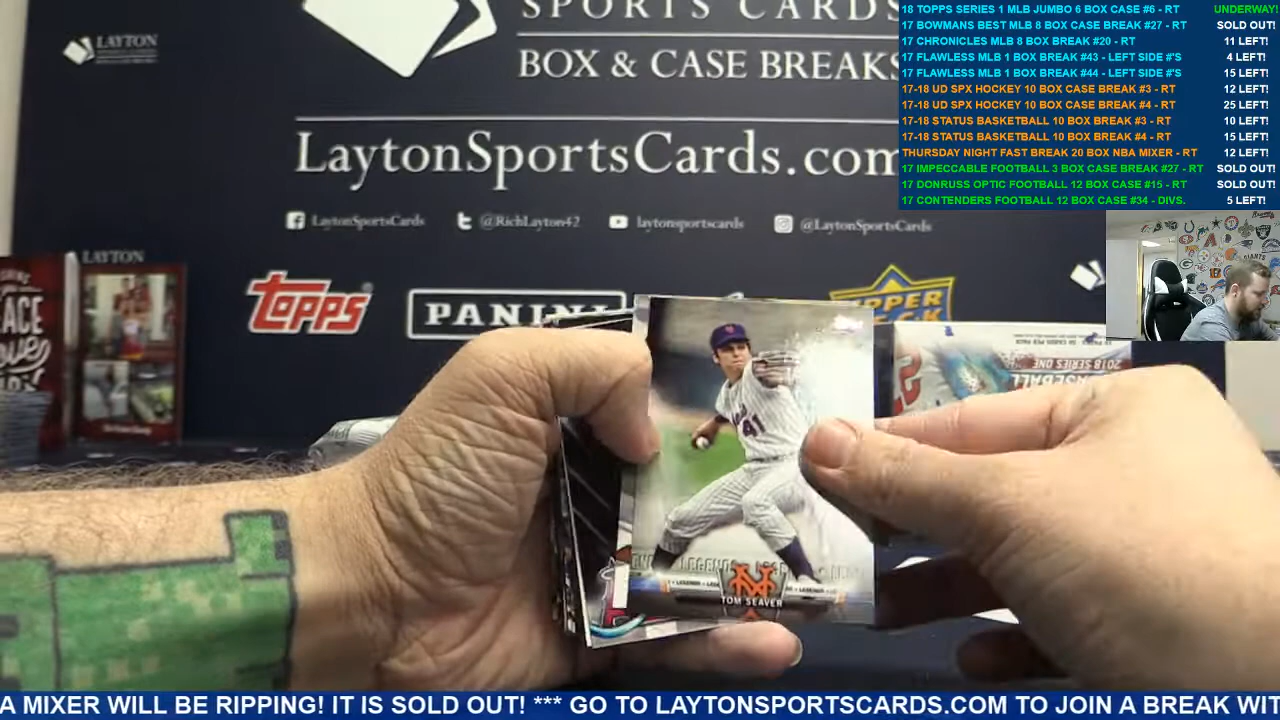 SPORTS CARDS
BOX & CASE BREAKS
LaytonSportsCards.com
LaytonSportsCards
@RichLayton42
laytonsportscards
@LaytonSportsCards
LAYTON
LAYTON
topps
PANINI
UPPER
18 TOPPS SERIES 1 MLB JUMBO 6 BOX CASE #6 - RT UNDERWAY!
17 BOWMANS BEST MLB 8 BOX CASE BREAK #27 - RT SOLD OUT!
17 CHRONICLES MLB 8 BOX BREAK #20 - RT 11 LEFT!
17 FLAWLESS MLB 1 BOX BREAK #43 - LEFT SIDE #'S 4 LEFT!
17 FLAWLESS MLB 1 BOX BREAK #44 - LEFT SIDE #'S 15 LEFT!
17-18 UD SPX HOCKEY 10 BOX CASE BREAK #3 - RT 12 LEFT!
17-18 UD SPX HOCKEY 10 BOX CASE BREAK #4 - RT 25 LEFT!
17-18 STATUS BASKETBALL 10 BOX BREAK #3 - RT 10 LEFT!
17-18 STATUS BASKETBALL 10 BOX BREAK #4 - RT 15 LEFT!
THURSDAY NIGHT FAST BREAK 20 BOX NBA MIXER - RT 12 LEFT!
17 IMPECCABLE FOOTBALL 3 BOX CASE BREAK #27 - RT SOLD OUT!
17 DONRUSS OPTIC FOOTBALL 12 BOX CASE #15 - RT SOLD OUT!
17 CONTENDERS FOOTBALL 12 BOX CASE #34 - DIVS. 5 LEFT!
2018 SERIES ONE
41
LEGENDS
TOM SEAVER
A MIXER WILL BE RIPPING! IT IS SOLD OUT! *** GO TO LAYTONSPORTSCARDS.COM TO JOIN A BREAK WIT